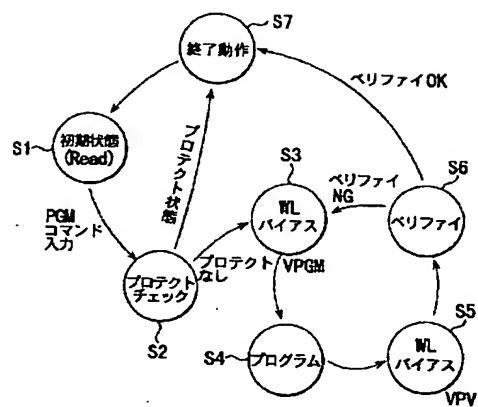 S7
終了動作
ベリファイOK
S1
初期状態
(Read)
プロテクト状態
S3
ベリファイ
NG
S6
WL
バイアス
ベリファイ
PGM
コマンド
入力
プロテクト
なし
VPGM
プロテクト
チェック
S2
S5
S4
プログラム
WL
バイアス
VPV